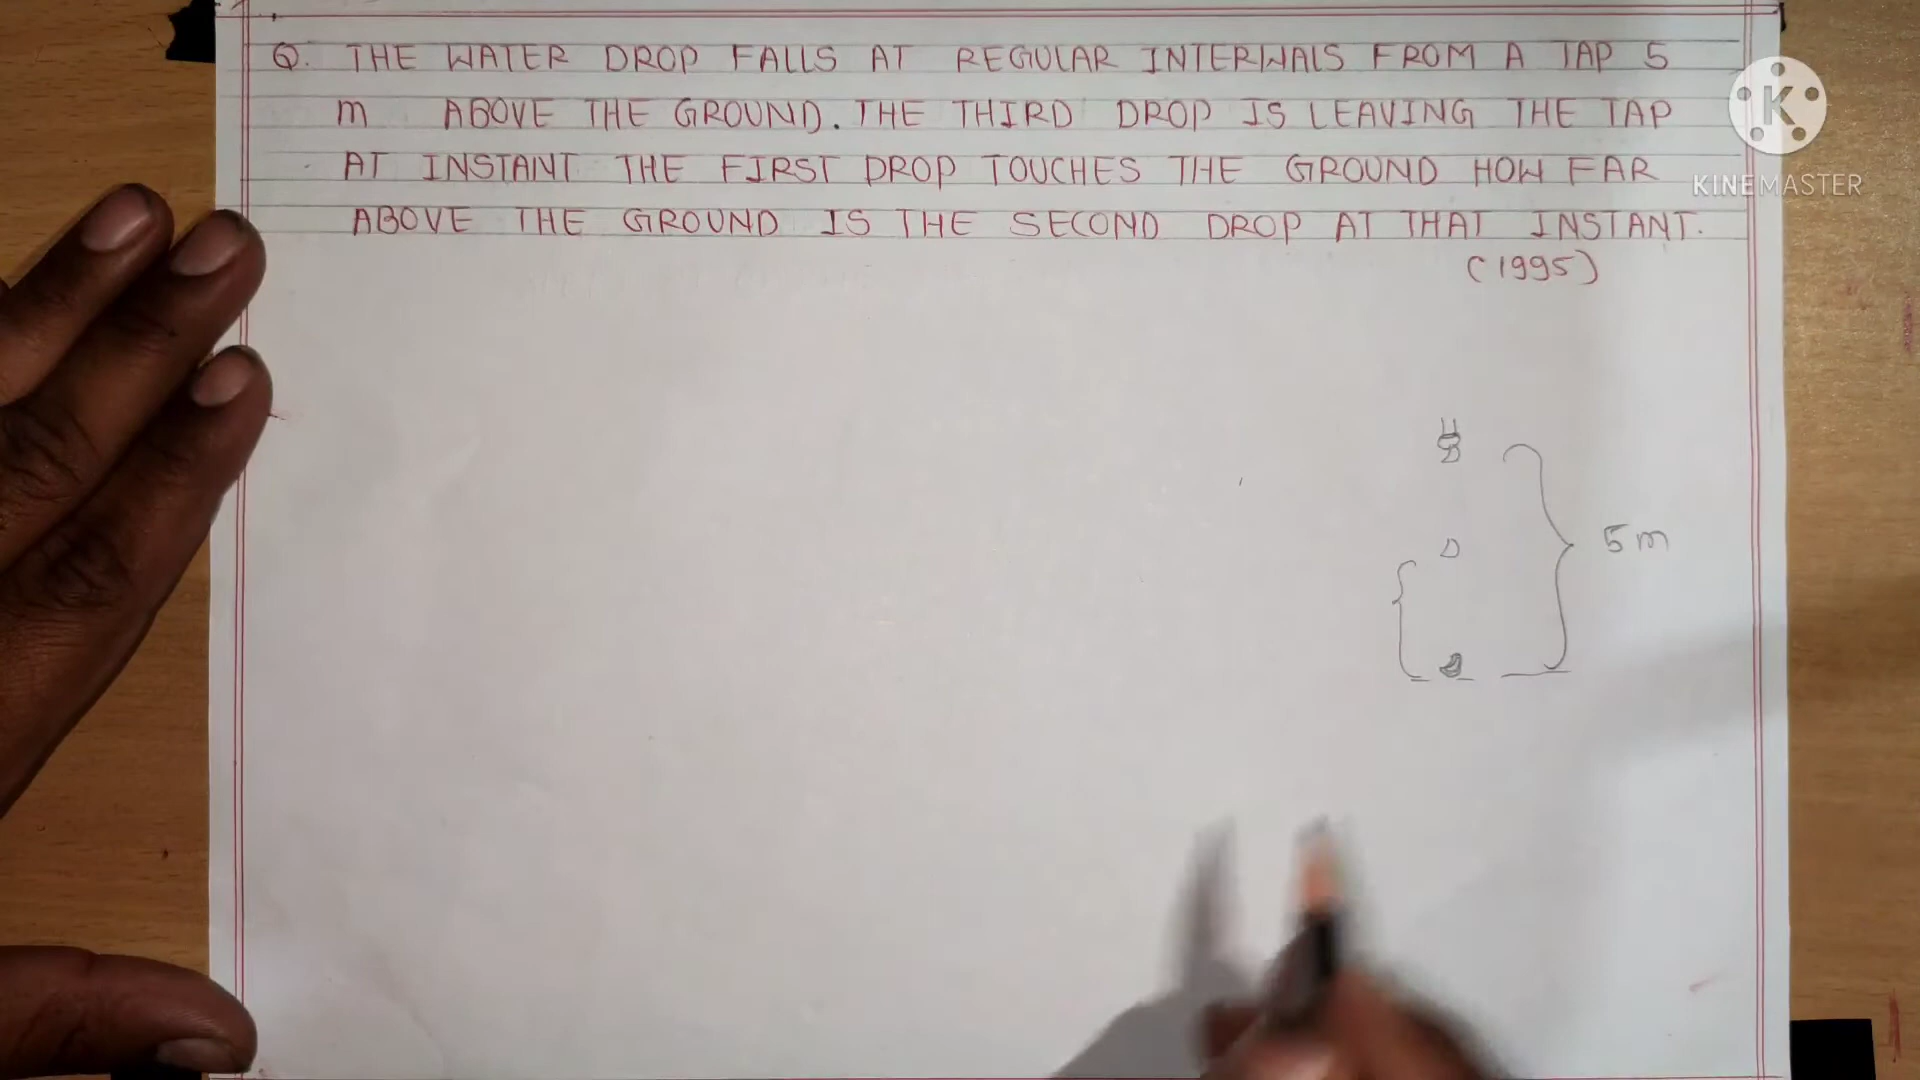 Q. THE WATER DROP FALLS AT REGULAR INTERWALS FROM A TAP 5
m ABOVE THE GROUND. THE THIRD DROP IS LEAVING THE TAP
AT INSTANT THE FIRST DROP TOUCHES THE GROUND HOW FAR
ABOVE THE GROUND IS THE SECOND DROP AT THAT INSTANT.
(1995)
5 m
K
KINEMASTER